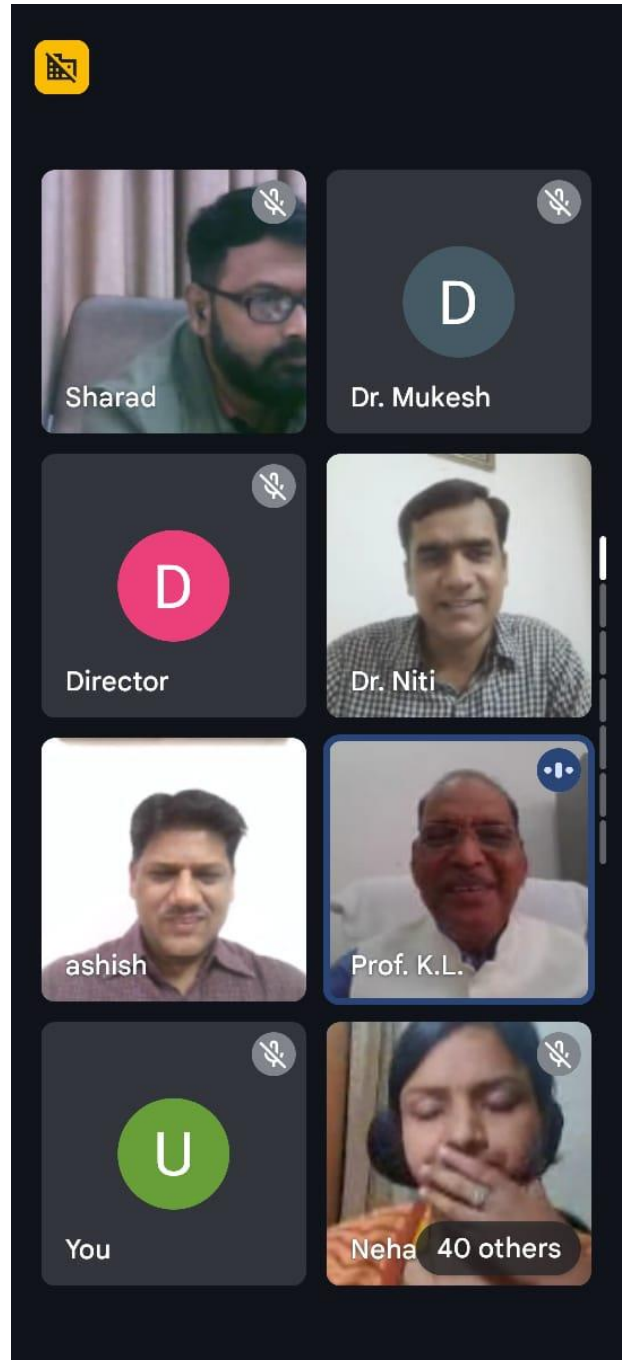 Sharad
D
Dr. Mukesh
D
Director
Dr. Niti
ashish
Prof. K.L.
U
You
Neha
40 others